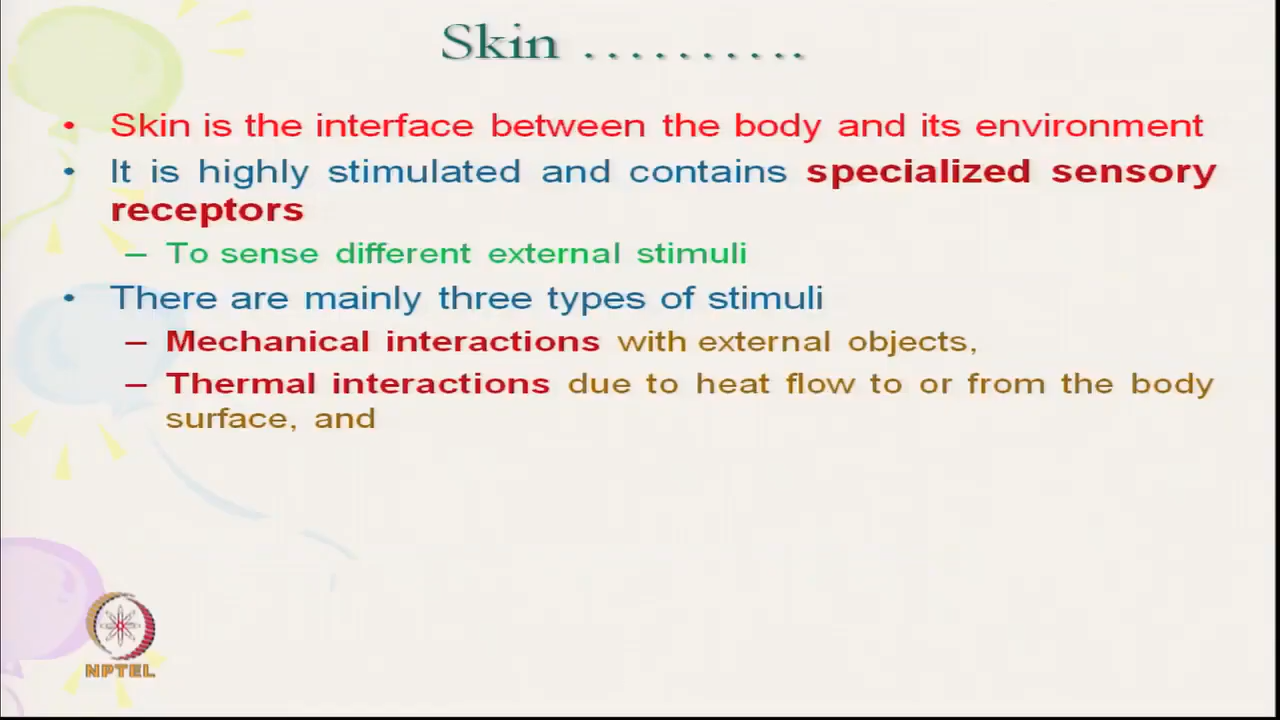 Skin ..........
• Skin is the interface between the body and its environment
• It is highly stimulated and contains specialized sensory
receptors
– To sense different external stimuli
• There are mainly three types of stimuli
– Mechanical interactions with external objects,
– Thermal interactions due to heat flow to or from the body
surface, and
NPTEL